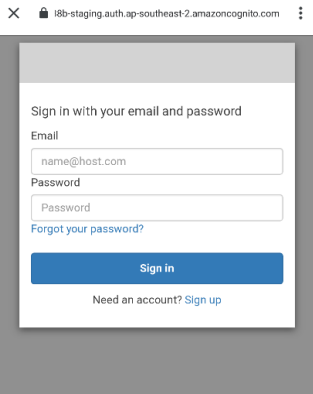 18b-staging.auth.ap-southeast-2.amazoncognito.com
Sign in with your email and password
Email
name@host.com
Password
Password
Forgot your password?
Sign in
Need an account? Sign up